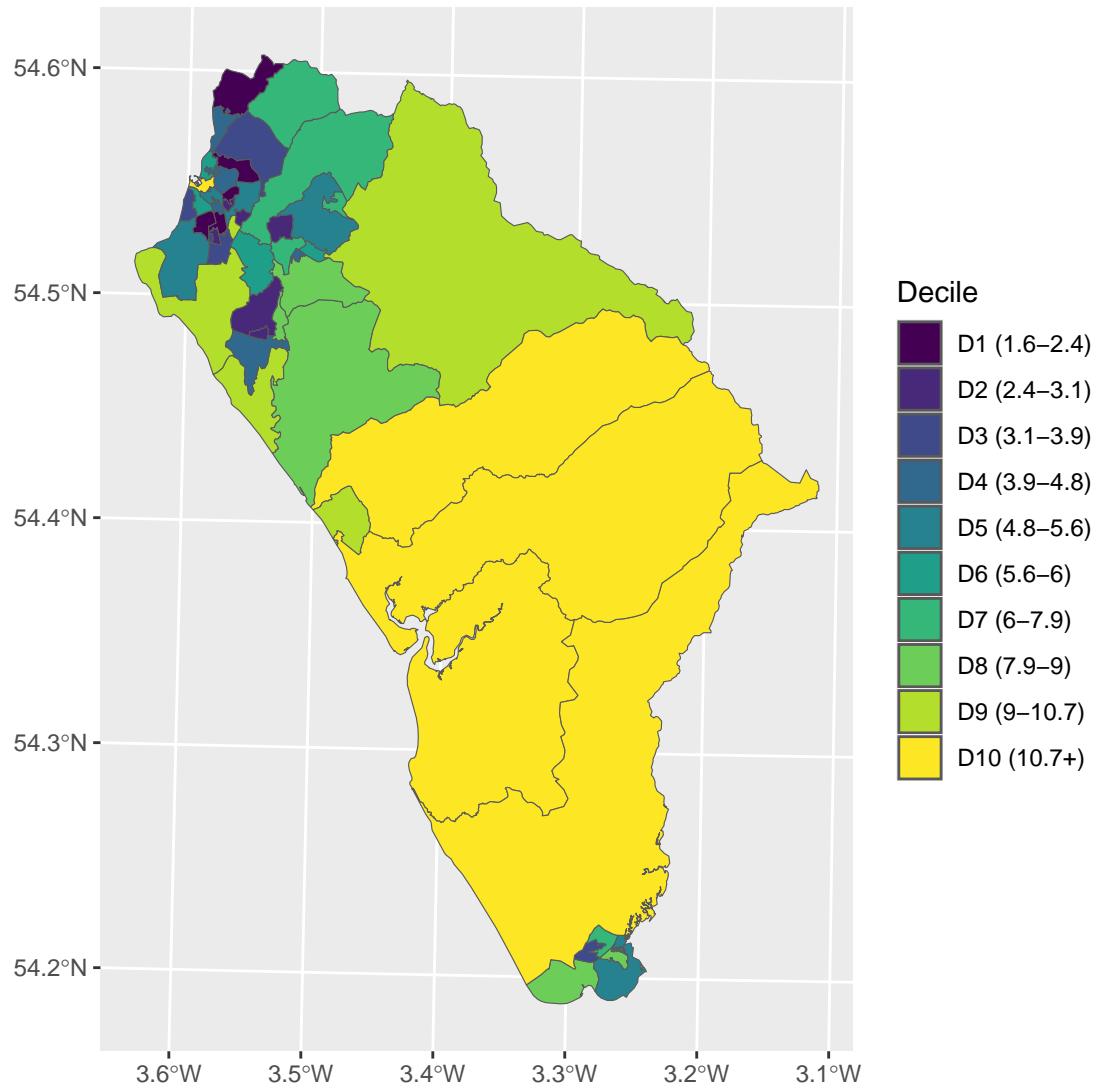 54.6°N
54.5°N
54.4°N
54.3°N
54.2°N
3.6°W 3.5°W 3.4°W 3.3°W 3.2°W 3.1°W
Decile
D1 (1.6–2.4)
D2 (2.4–3.1)
D3 (3.1–3.9)
D4 (3.9–4.8)
D5 (4.8–5.6)
D6 (5.6–6)
D7 (6–7.9)
D8 (7.9–9)
D9 (9–10.7)
D10 (10.7+)